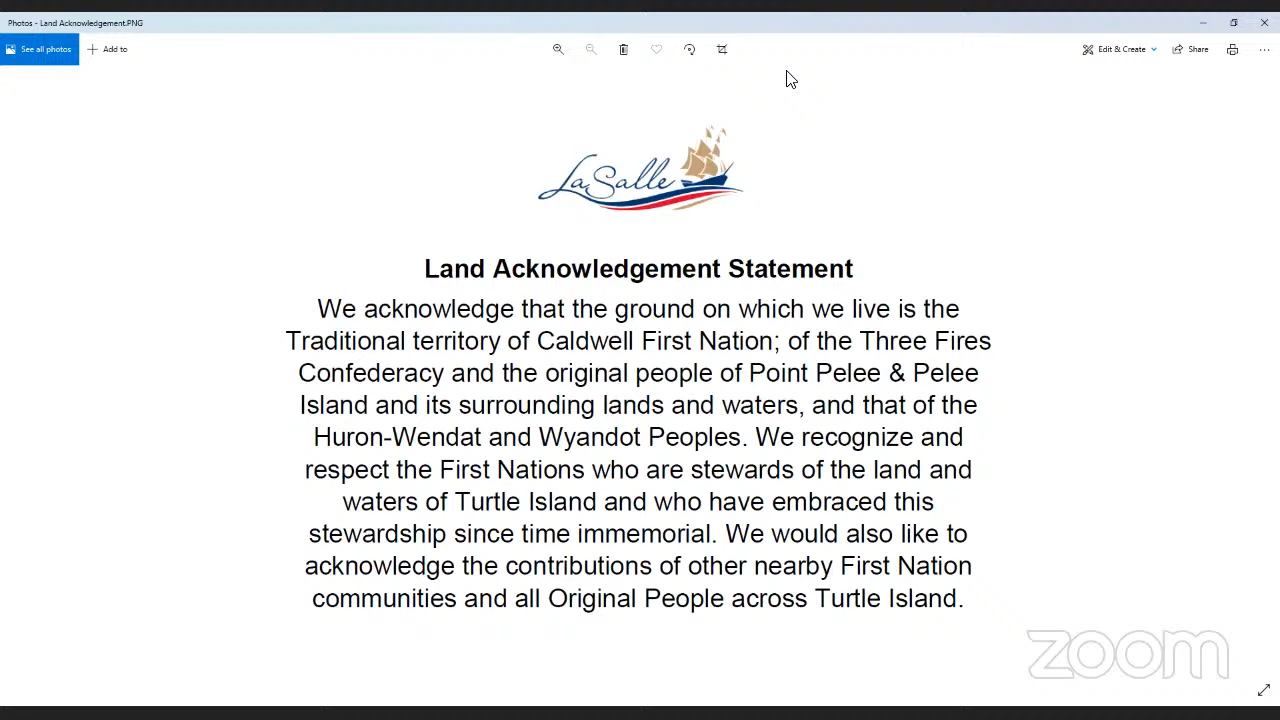 Photos - Land Acknowledgement.PNG
See all photos
Add to
Edit & Create
Share
LaSalle
Land Acknowledgement Statement
We acknowledge that the ground on which we live is the
Traditional territory of Caldwell First Nation; of the Three Fires
Confederacy and the original people of Point Pelee & Pelee
Island and its surrounding lands and waters, and that of the
Huron-Wendat and Wyandot Peoples. We recognize and
respect the First Nations who are stewards of the land and
waters of Turtle Island and who have embraced this
stewardship since time immemorial. We would also like to
acknowledge the contributions of other nearby First Nation
communities and all Original People across Turtle Island.
zoom